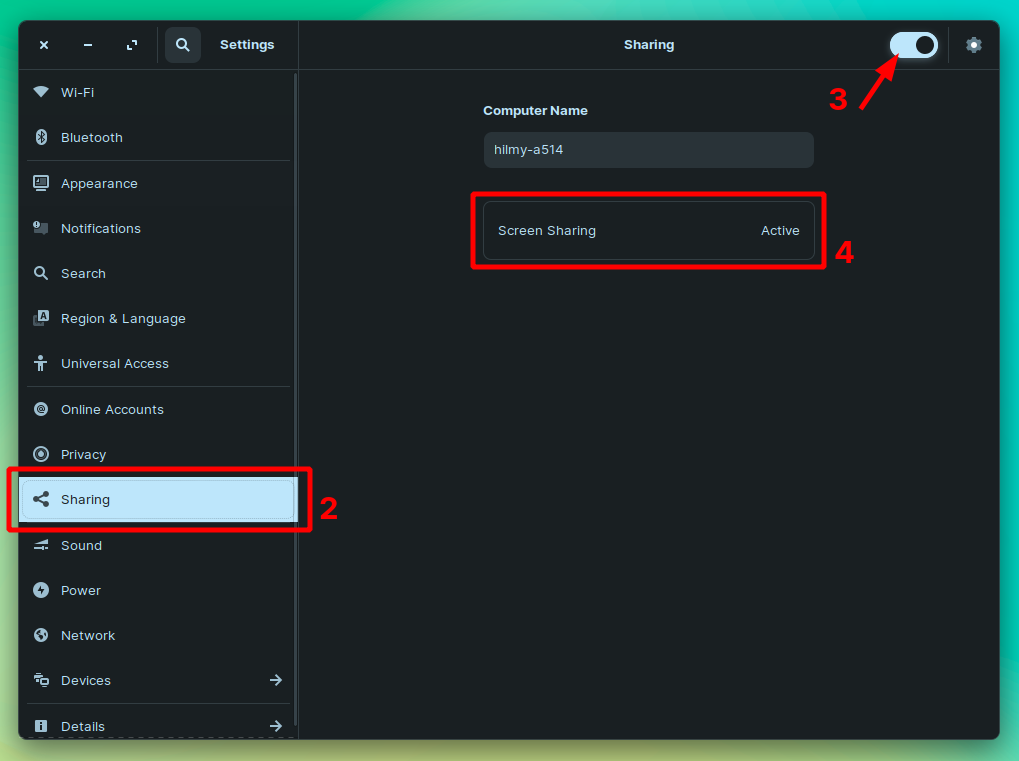 Settings
Sharing
3
Wi-Fi
Bluetooth
Appearance
Notifications
Search
Region & Language
Universal Access
Online Accounts
Privacy
Sharing
2
Sound
Power
Network
Devices
Details
Computer Name
hilmy-a514
Screen Sharing Active
4